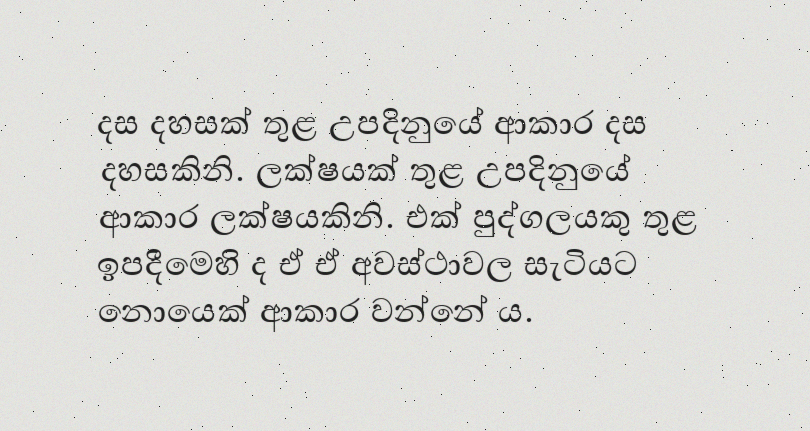 දස දහසක් තුළ උපදිනුයේ ආකාර දස
දහසකිනි. ලක්ෂයක් තුළ උපදිනුයේ
ආකාර ලක්ෂයකිනි. එක් පුද්ගලයකු තුළ
ඉපදීමෙහි ද ඒ ඒ අවස්ථාවල සැටියට
නොයෙක් ආකාර වන්නේ ය.